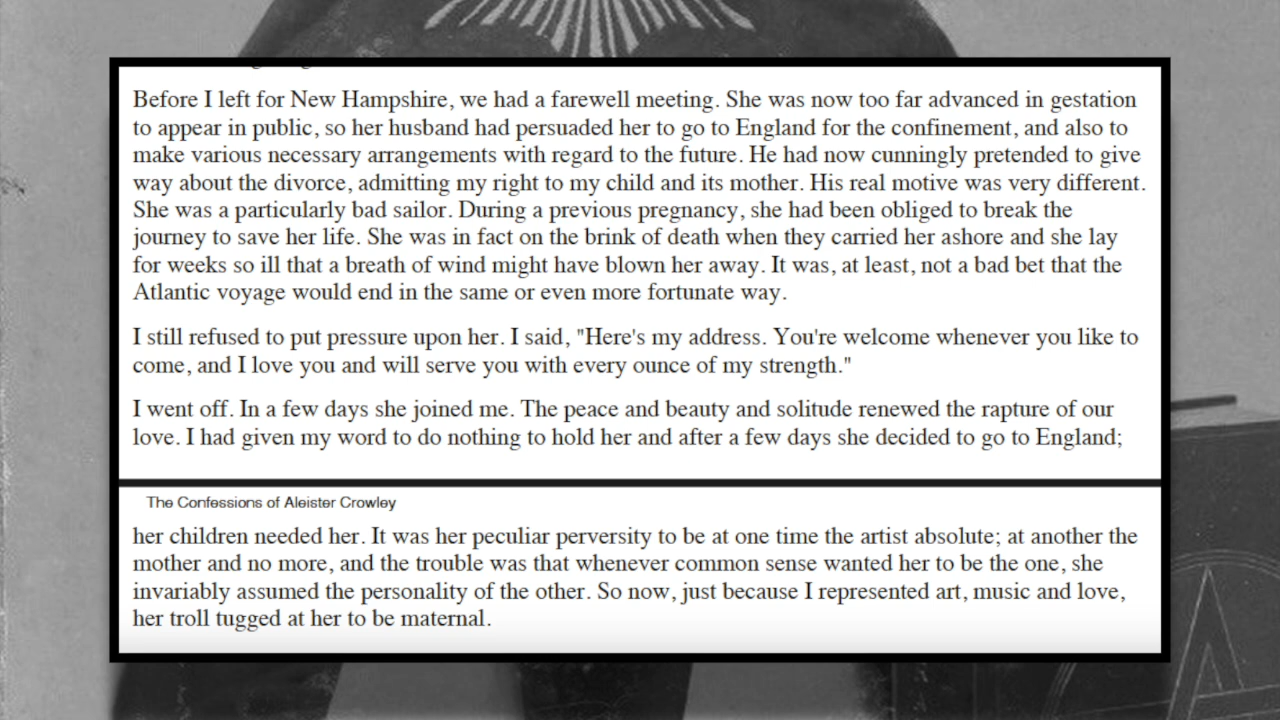 Before I left for New Hampshire, we had a farewell meeting. She was now too far advanced in gestation
to appear in public, so her husband had persuaded her to go to England for the confinement, and also to
make various necessary arrangements with regard to the future. He had now cunningly pretended to give
way about the divorce, admitting my right to my child and its mother. His real motive was very different.
She was a particularly bad sailor. During a previous pregnancy, she had been obliged to break the
journey to save her life. She was in fact on the brink of death when they carried her ashore and she lay
for weeks so ill that a breath of wind might have blown her away. It was, at least, not a bad bet that the
Atlantic voyage would end in the same or even more fortunate way.
I still refused to put pressure upon her. I said, "Here's my address. You're welcome whenever you like to
come, and I love you and will serve you with every ounce of my strength."
I went off. In a few days she joined me. The peace and beauty and solitude renewed the rapture of our
love. I had given my word to do nothing to hold her and after a few days she decided to go to England;
The Confessions of Aleister Crowley
her children needed her. It was her peculiar perversity to be at one time the artist absolute; at another the
mother and no more, and the trouble was that whenever common sense wanted her to be the one, she
invariably assumed the personality of the other. So now, just because I represented art, music and love,
her troll tugged at her to be maternal.